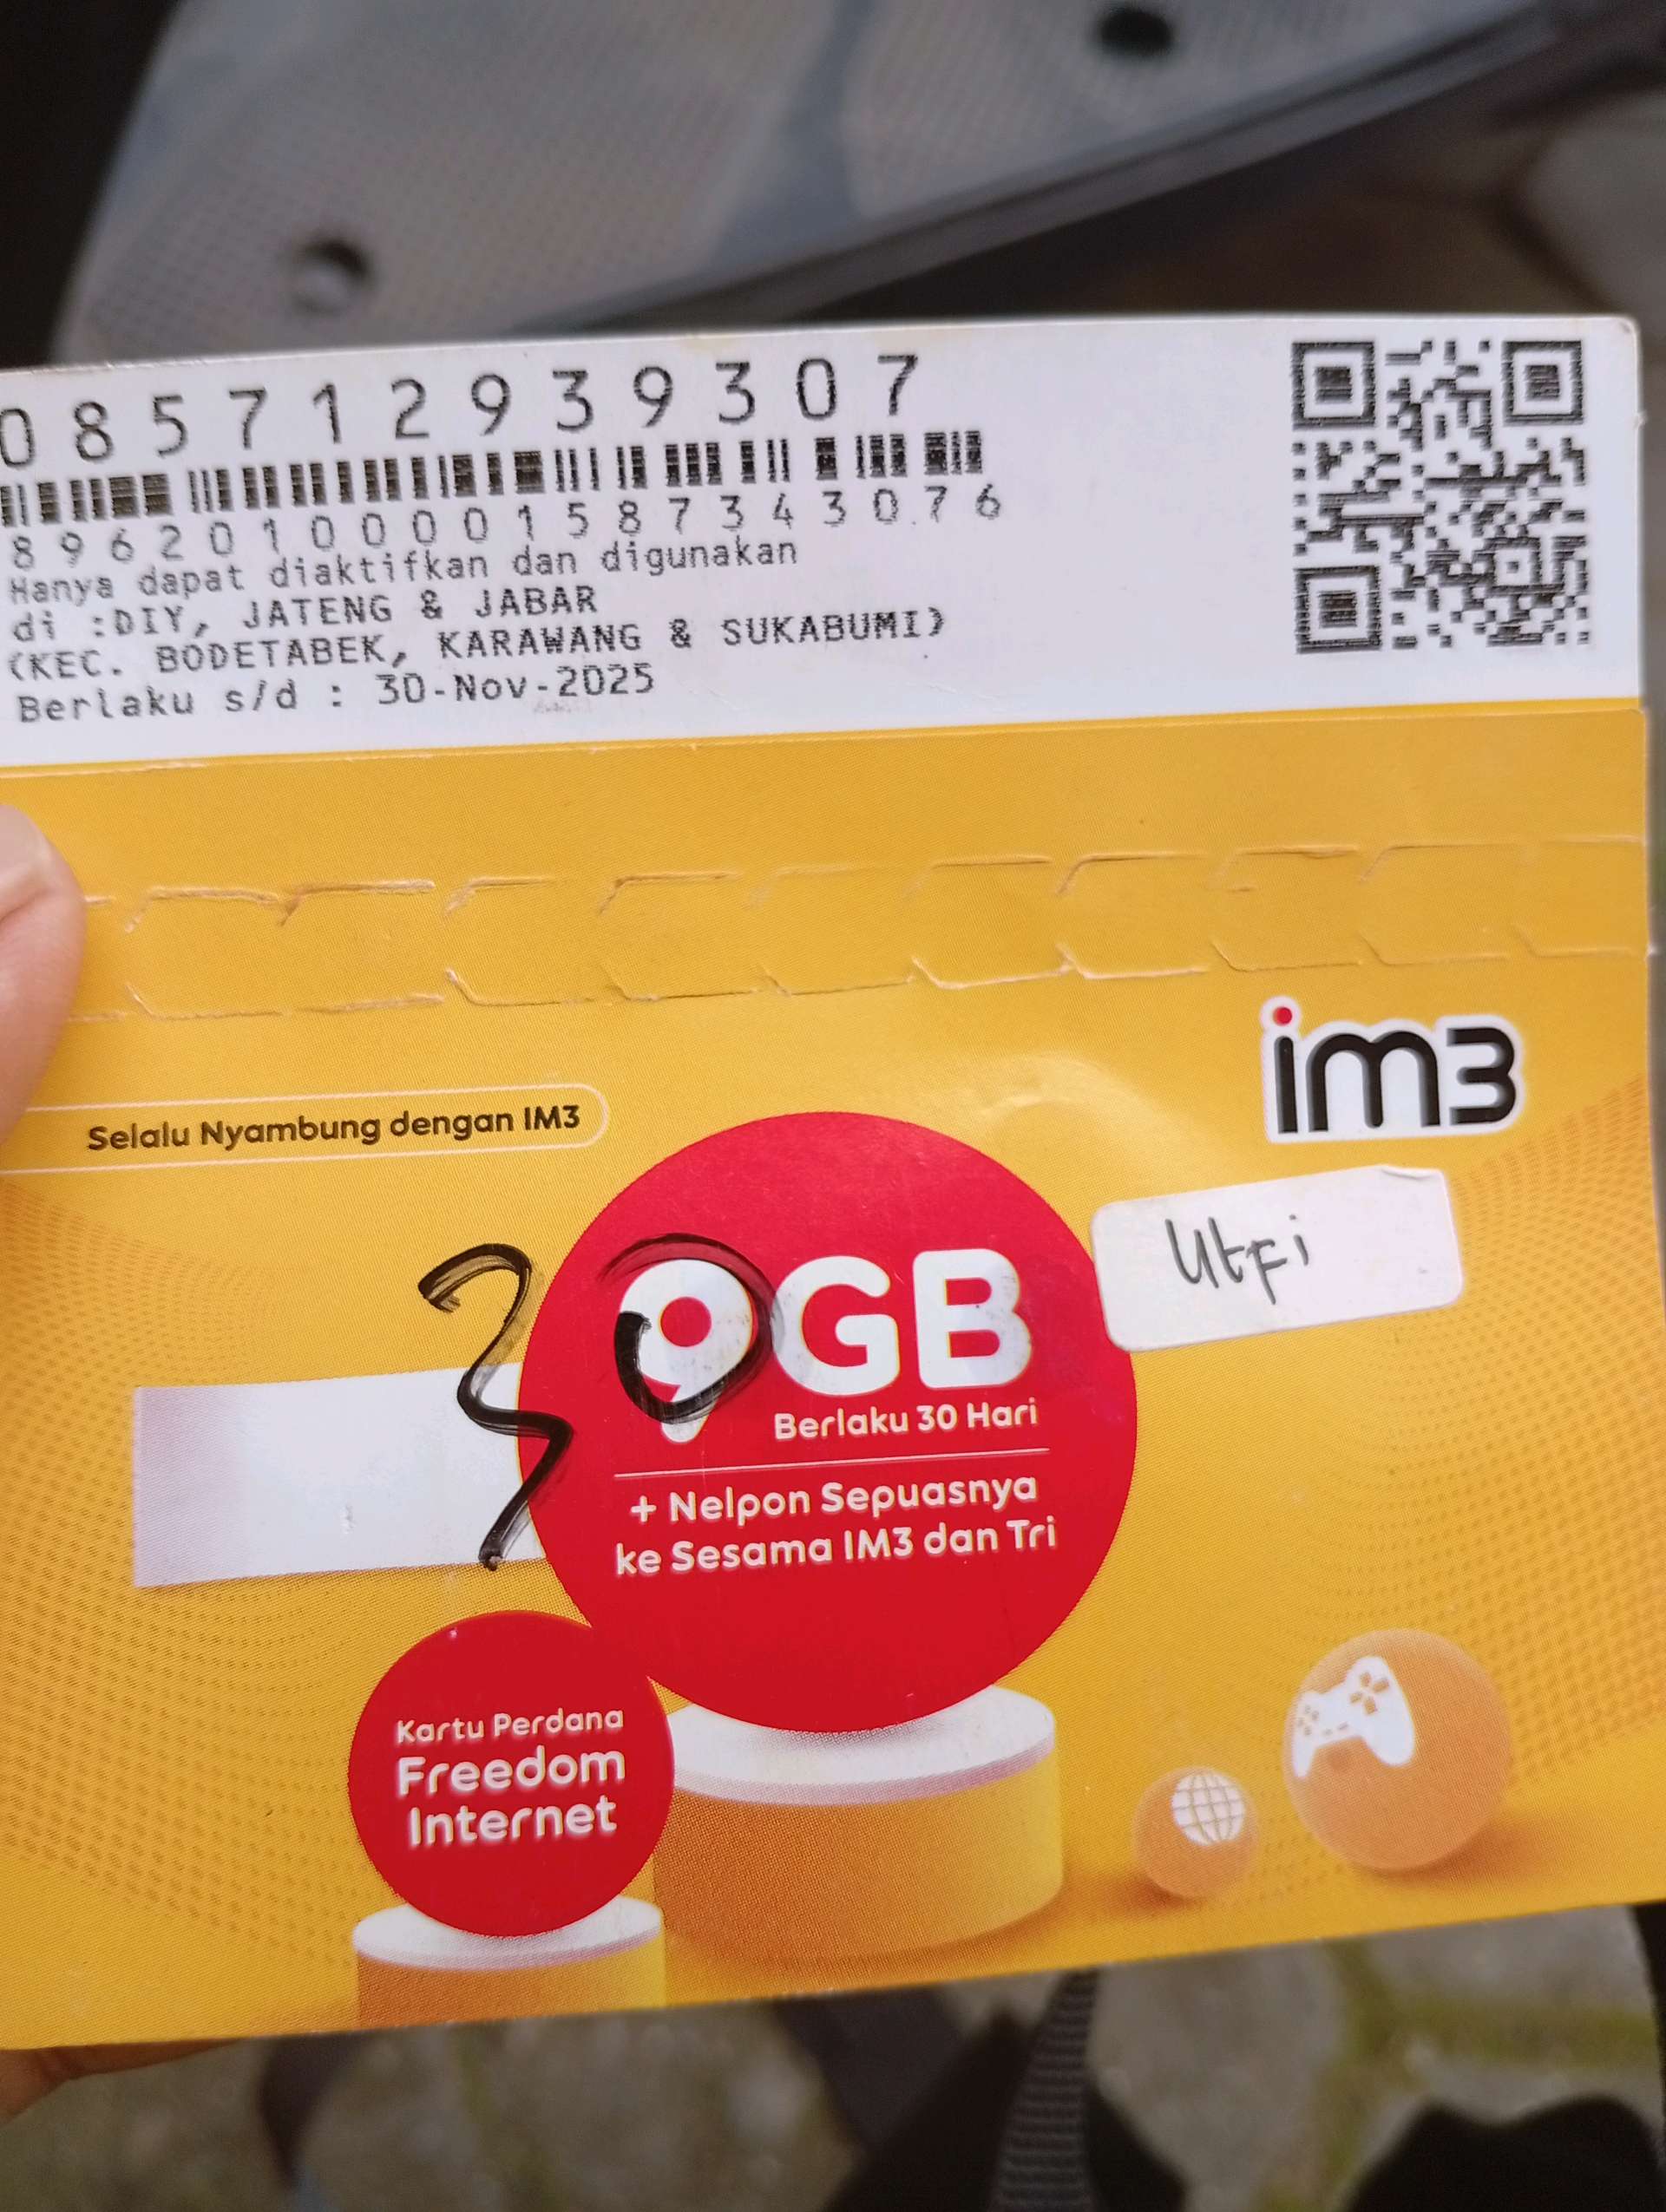 085712939307
89620100001587343076
Hanya dapat diaktifkan dan digunakan
di :DIY, JATENG & JABAR
(KEC. BODETABEK, KARAWANG & SUKABUMI)
Berlaku s/d : 30-Nov-2025
im3
Selalu Nyambung dengan IM3
Utfi
30
9GB
Berlaku 30 Hari
+ Nelpon Sepuasnya
ke Sesama IM3 dan Tri
Kartu Perdana
Freedom
Internet